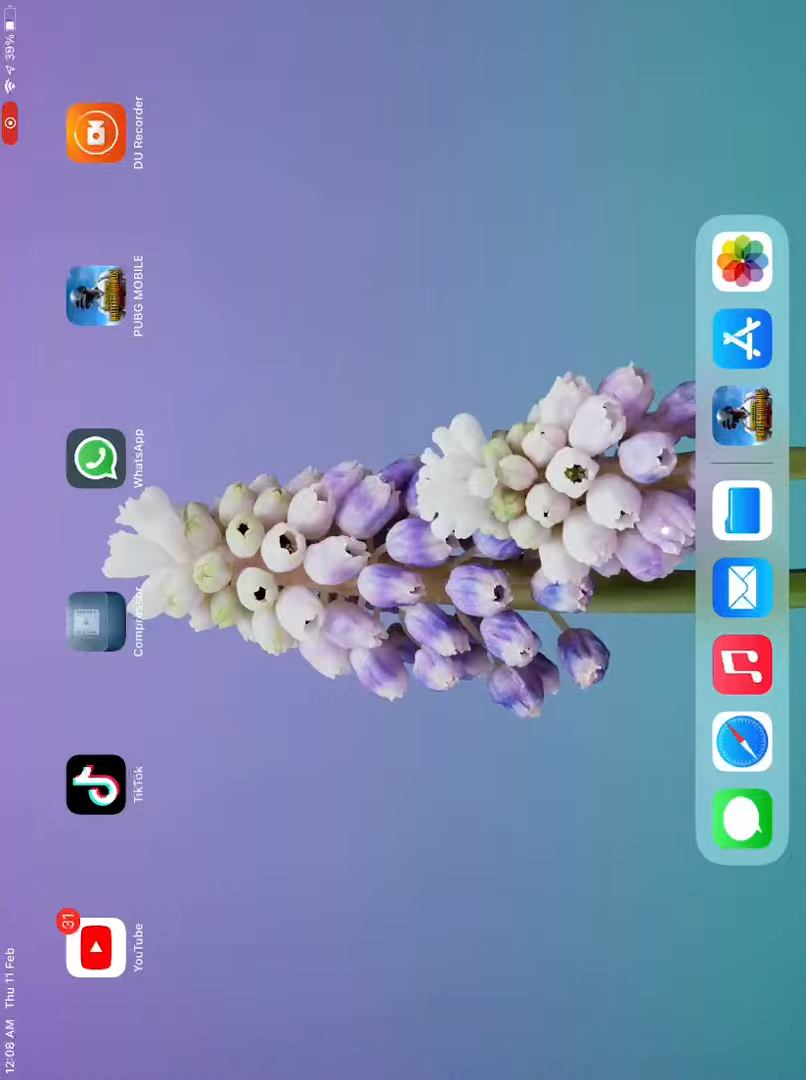 12:08 AM Thu 11 Feb
39%
31
YouTube
TikTok
Compressor
WhatsApp
PUBG MOBILE
DU Recorder